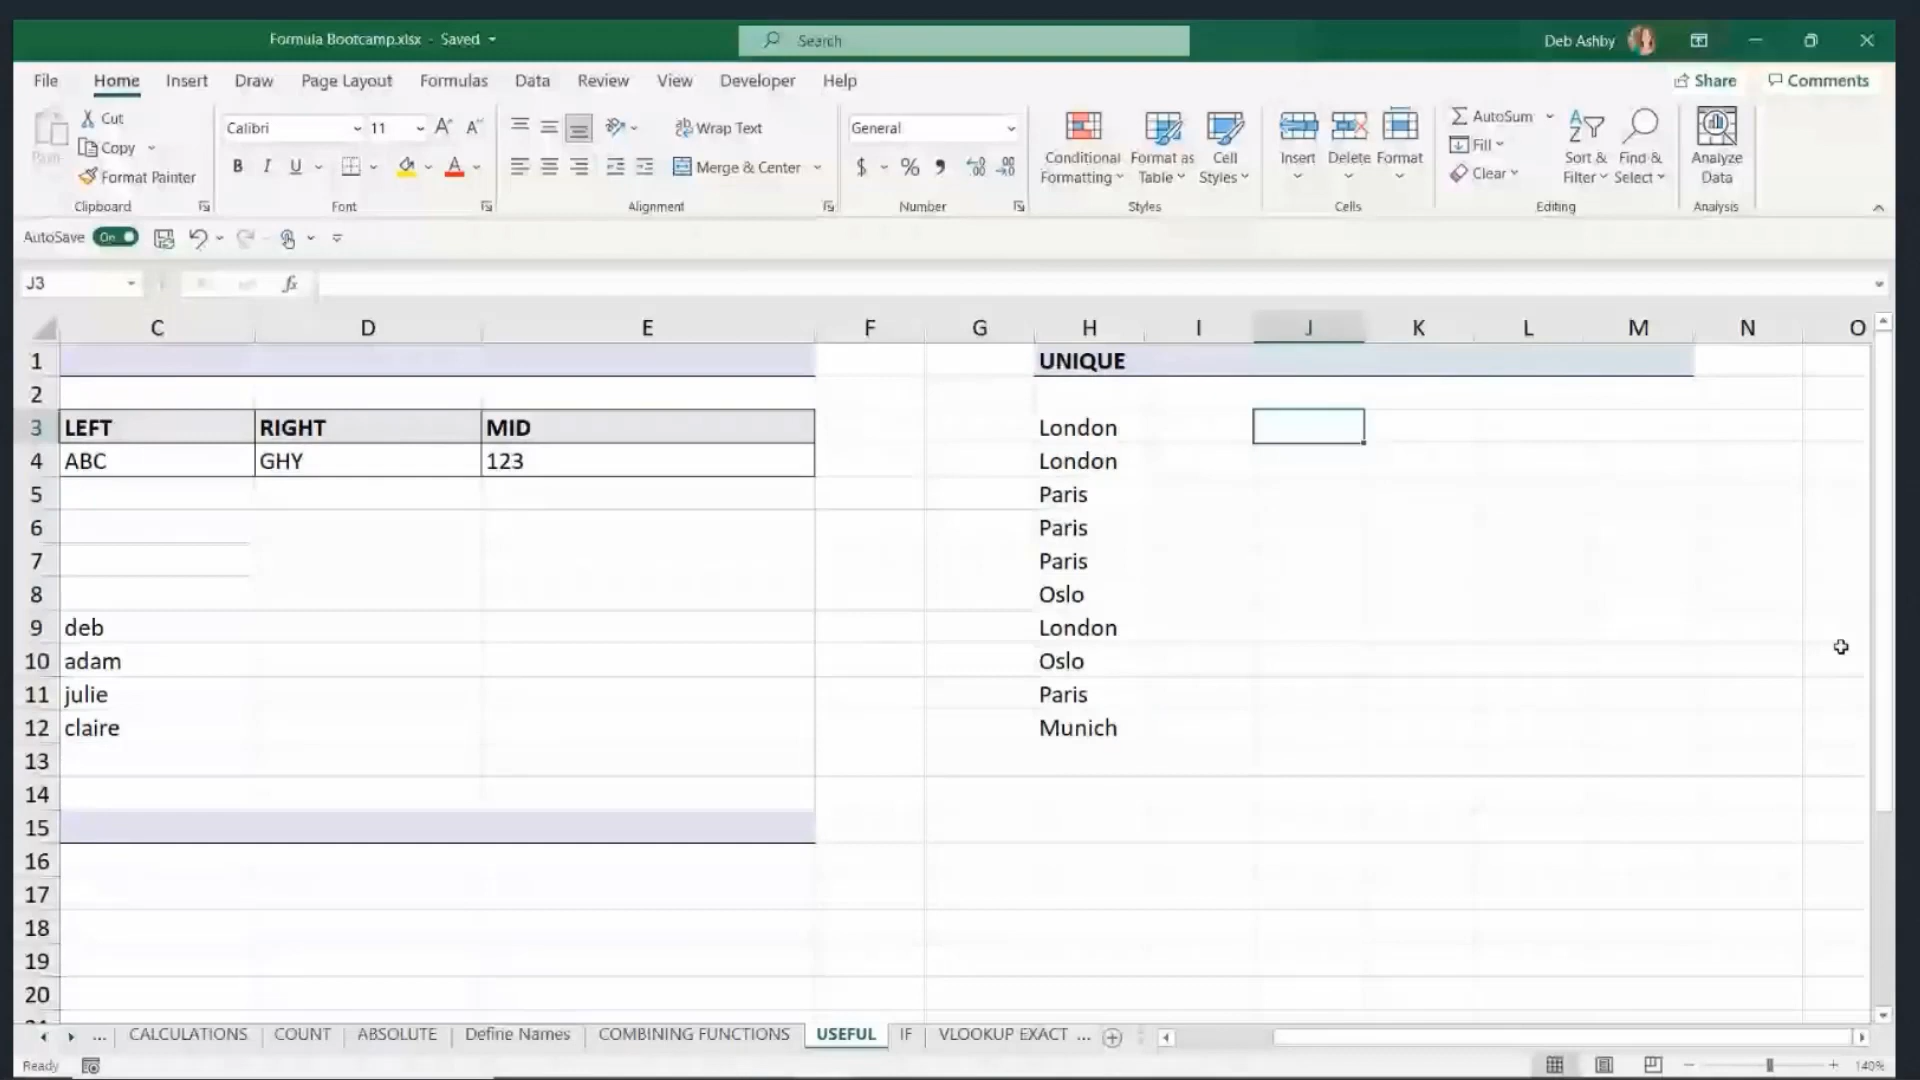 Formula Bootcamp.xlsx - Saved
Search
Deb Ashby
File Home Insert Draw Page Layout Formulas Data Review View Developer Help
Share Comments
Cut
Copy
Format Painter
Clipboard
Calibri 11
B I U
Font
Wrap Text
Merge & Center
Alignment
General
$ % ,
Number
Conditional Formatting
Format as Table
Cell Styles
Styles
Insert Delete Format
Cells
AutoSum
Fill
Clear
Sort & Filter
Find & Select
Editing
Analyze Data
Analysis
AutoSave On
J3 fx
C D E F G H I J K L M N O
1 UNIQUE
2
3 LEFT RIGHT MID London
4 ABC GHY 123 London
5 Paris
6 Paris
7 Paris
8 Oslo
9 deb London
10 adam Oslo
11 julie Paris
12 claire Munich
13
14
15
16
17
18
19
20
... CALCULATIONS COUNT ABSOLUTE Define Names COMBINING FUNCTIONS USEFUL IF VLOOKUP EXACT ...
Ready 140%